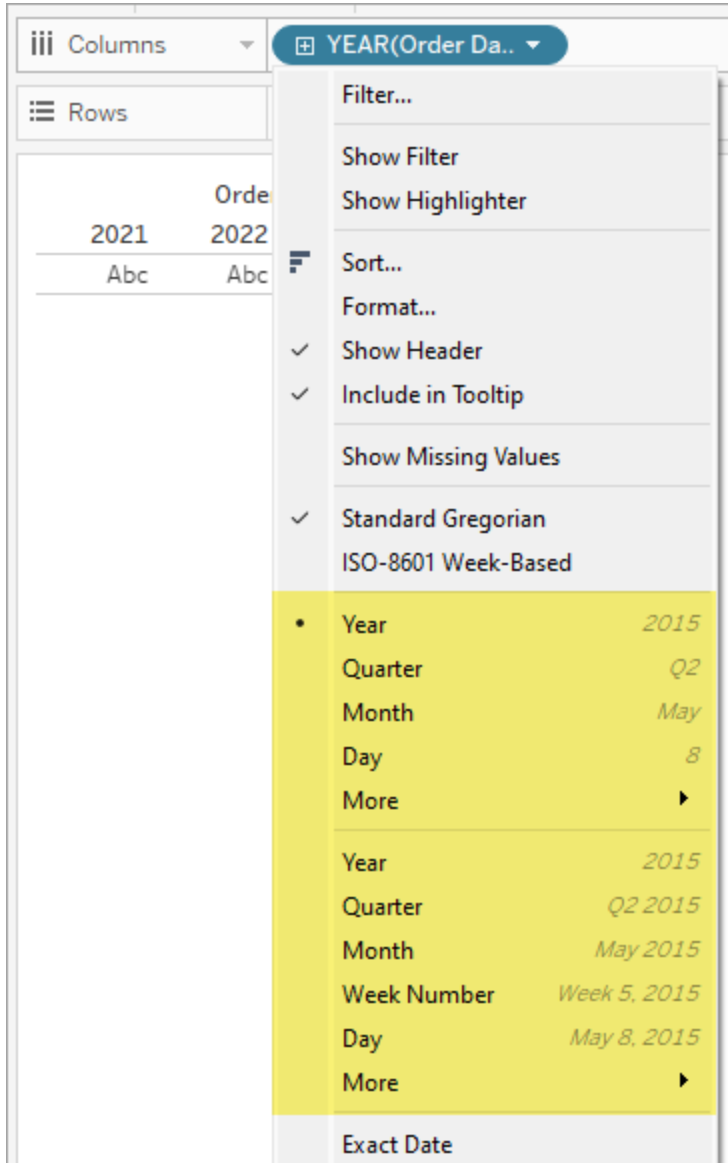 Columns
YEAR(Order Da..
Rows
Filter...
Show Filter
Show Highlighter
Orde
2021 2022
Abc Abc
Sort...
Format...
Show Header
Include in Tooltip
Show Missing Values
Standard Gregorian
ISO-8601 Week-Based
Year 2015
Quarter Q2
Month May
Day 8
More
Year 2015
Quarter Q2 2015
Month May 2015
Week Number Week 5, 2015
Day May 8, 2015
More
Exact Date